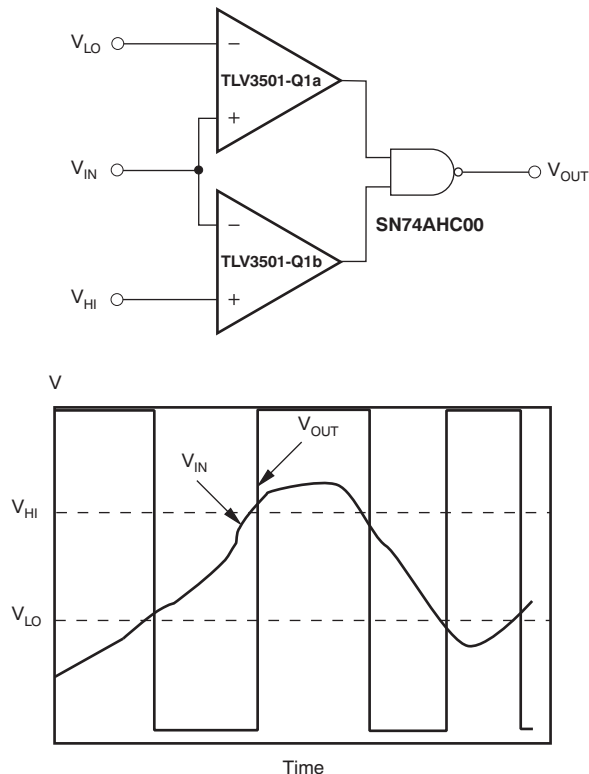 V_LO
−
TLV3501-Q1a
+
V_IN
V_OUT
SN74AHC00
−
TLV3501-Q1b
V_HI
+
V
V_OUT
V_IN
V_HI
V_LO
Time